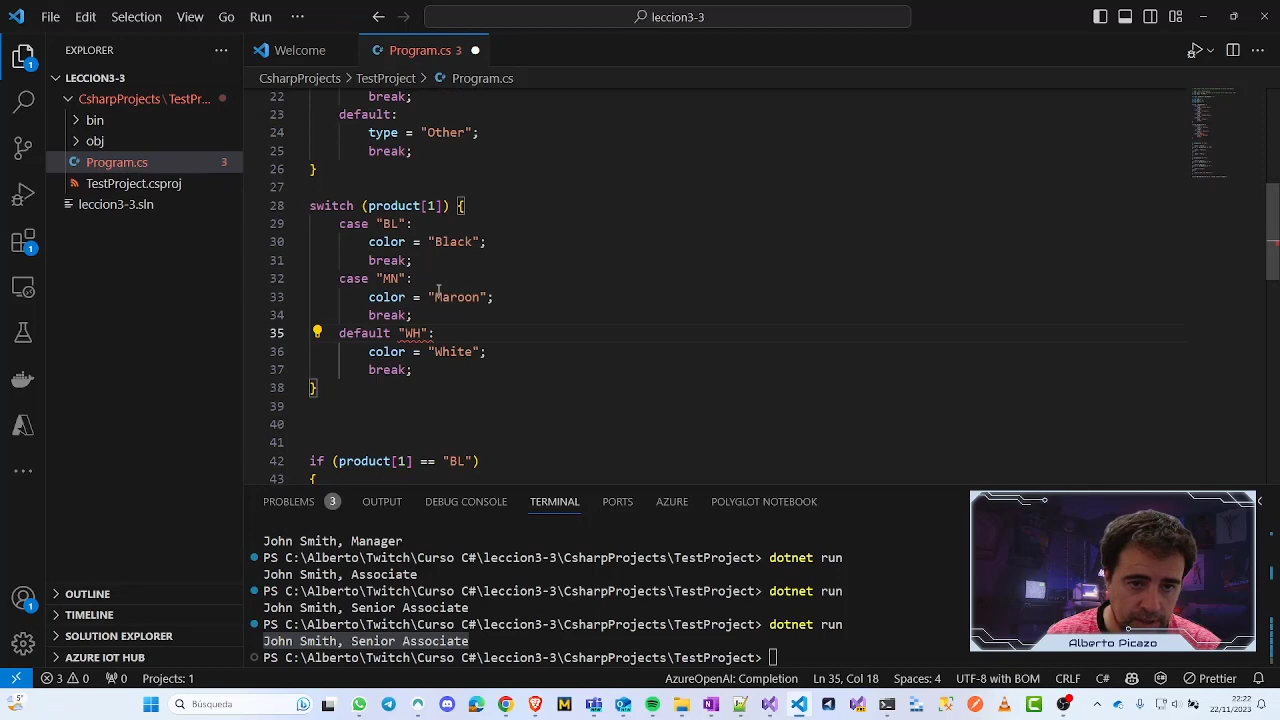 File Edit Selection View Go Run ··· leccion3-3
EXPLORER ···
LECCION3-3
CsharpProjects\TestPr...
bin
obj
Program.cs 3
TestProject.csproj
leccion3-3.sln
OUTLINE
TIMELINE
SOLUTION EXPLORER
AZURE IOT HUB
1
1
1
Welcome Program.cs 3
CsharpProjects > TestProject > Program.cs
22 break;
23 default:
24 type = "Other";
25 break;
26 }
27
28 switch (product[1]) {
29 case "BL":
30 color = "Black";
31 break;
32 case "MN":
33 color = "Maroon";
34 break;
35 default "WH":
36 color = "White";
37 break;
38 }
39
40
41
42 if (product[1] == "BL")
43 {
PROBLEMS 3 OUTPUT DEBUG CONSOLE TERMINAL PORTS AZURE POLYGLOT NOTEBOOK
John Smith, Manager
PS C:\Alberto\Twitch\Curso C#\leccion3-3\CsharpProjects\TestProject> dotnet run
John Smith, Associate
PS C:\Alberto\Twitch\Curso C#\leccion3-3\CsharpProjects\TestProject> dotnet run
John Smith, Senior Associate
PS C:\Alberto\Twitch\Curso C#\leccion3-3\CsharpProjects\TestProject> dotnet run
John Smith, Senior Associate
PS C:\Alberto\Twitch\Curso C#\leccion3-3\CsharpProjects\TestProject>
Alberto Picazo
3 0 0 Projects: 1 AzureOpenAI: Completion Ln 35, Col 18 Spaces: 4 UTF-8 with BOM CRLF C# Prettier
5° Búsqueda 22:22
22/11/2023